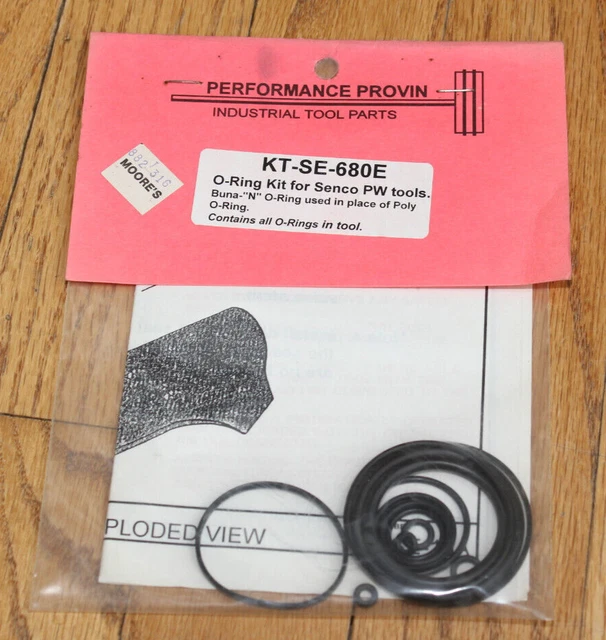 PERFORMANCE PROVIN
INDUSTRIAL TOOL PARTS
MOORE'S
KT-SE-680E
O-Ring Kit for Senco PW tools.
Buna-"N" O-Ring used in place of Poly
O-Ring.
Contains all O-Rings in tool.
PLODED VIEW